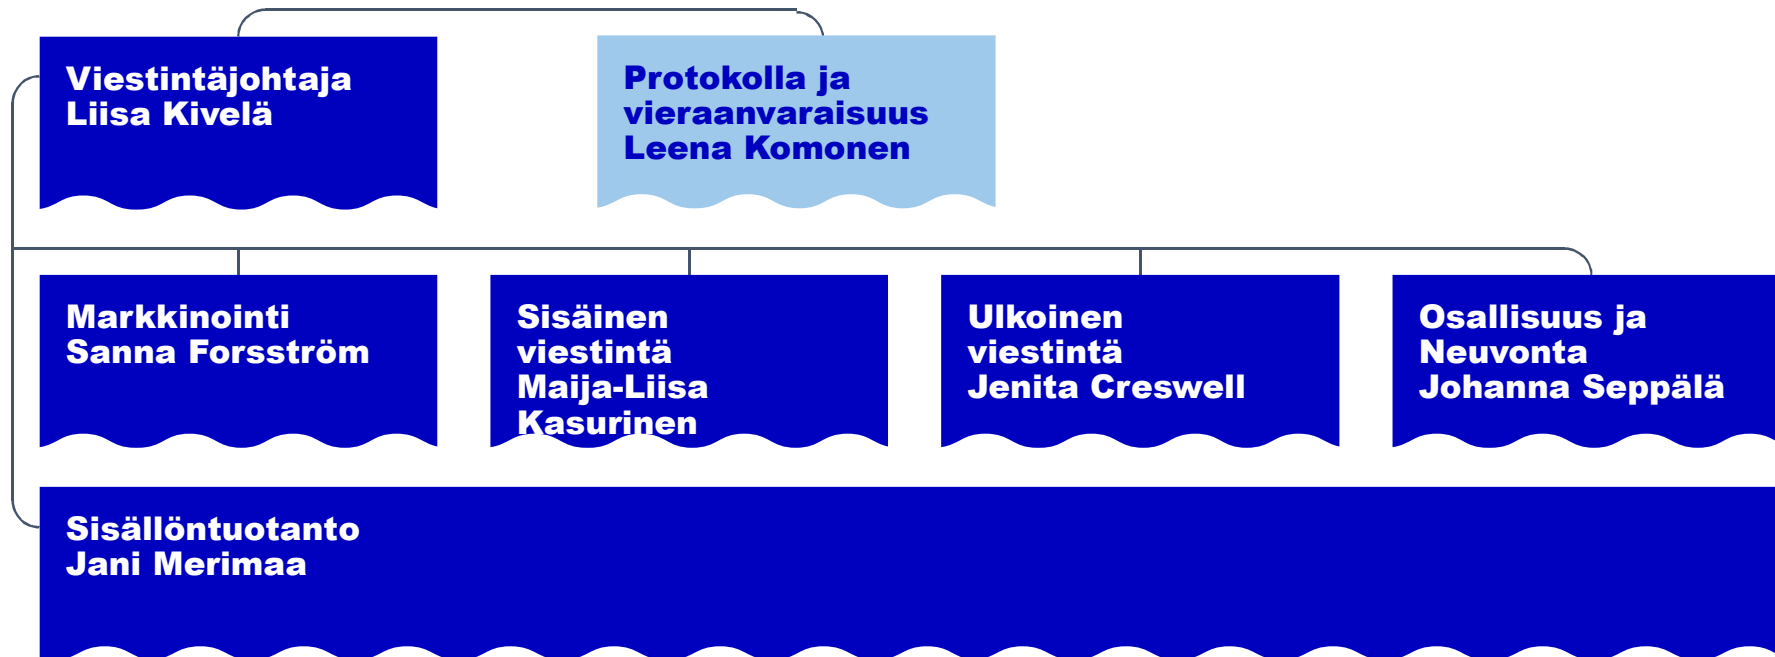 Viestintäjohtaja
Liisa Kivelä
Protokolla ja
vieraanvaraisuus
Leena Komonen
Markkinointi
Sanna Forsström
Sisäinen
viestintä
Maija-Liisa
Kasurinen
Ulkoinen
viestintä
Jenita Creswell
Osallisuus ja
Neuvonta
Johanna Seppälä
Sisällöntuotanto
Jani Merimaa